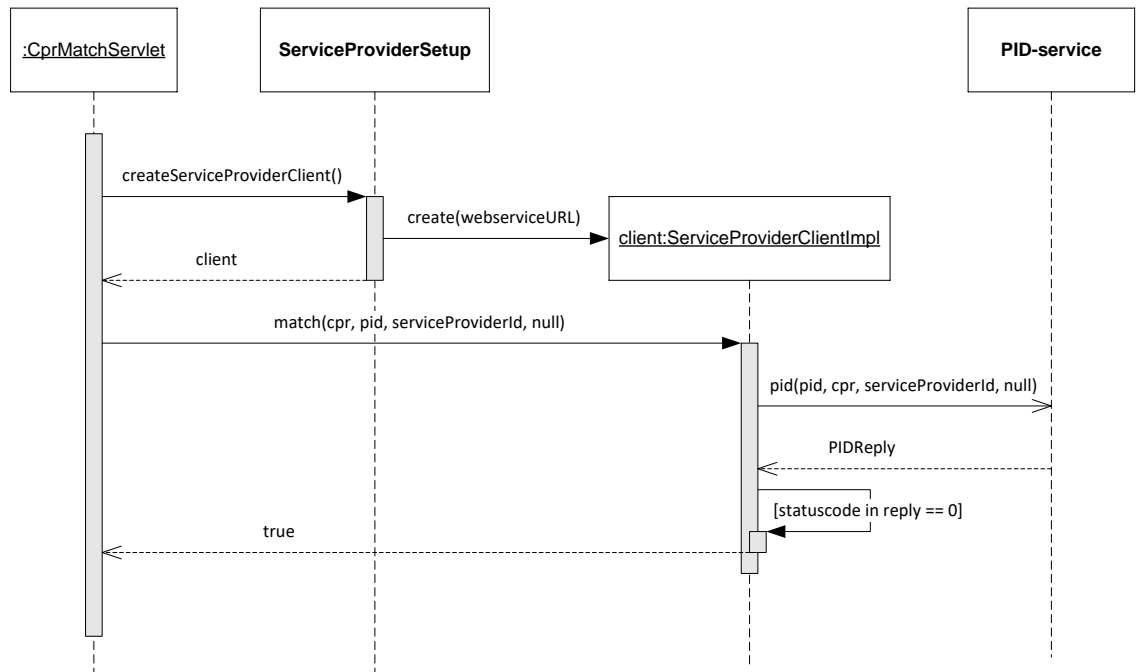 :CprMatchServlet
ServiceProviderSetup
PID-service
createServiceProviderClient()
create(webserviceURL)
client:ServiceProviderClientImpl
client
match(cpr, pid, serviceProviderId, null)
pid(pid, cpr, serviceProviderId, null)
PIDReply
[statuscode in reply == 0]
true